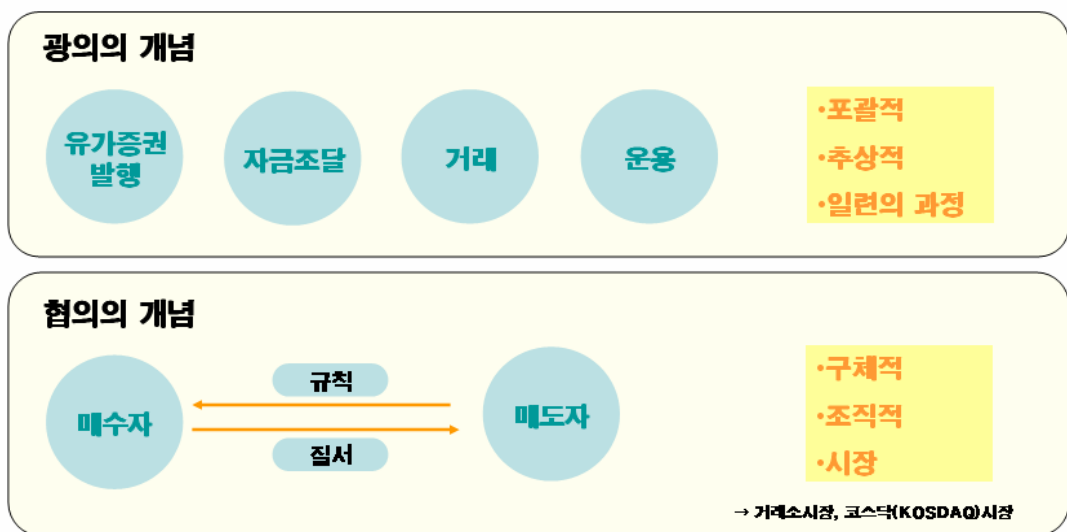 광의의 개념
유가증권
발행
자금조달
거래
운용
·포괄적
·추상적
·일련의 과정
협의의 개념
매수자
규칙
질서
매도자
·구체적
·조직적
·시장
→ 거래소시장, 코스닥(KOSDAQ)시장